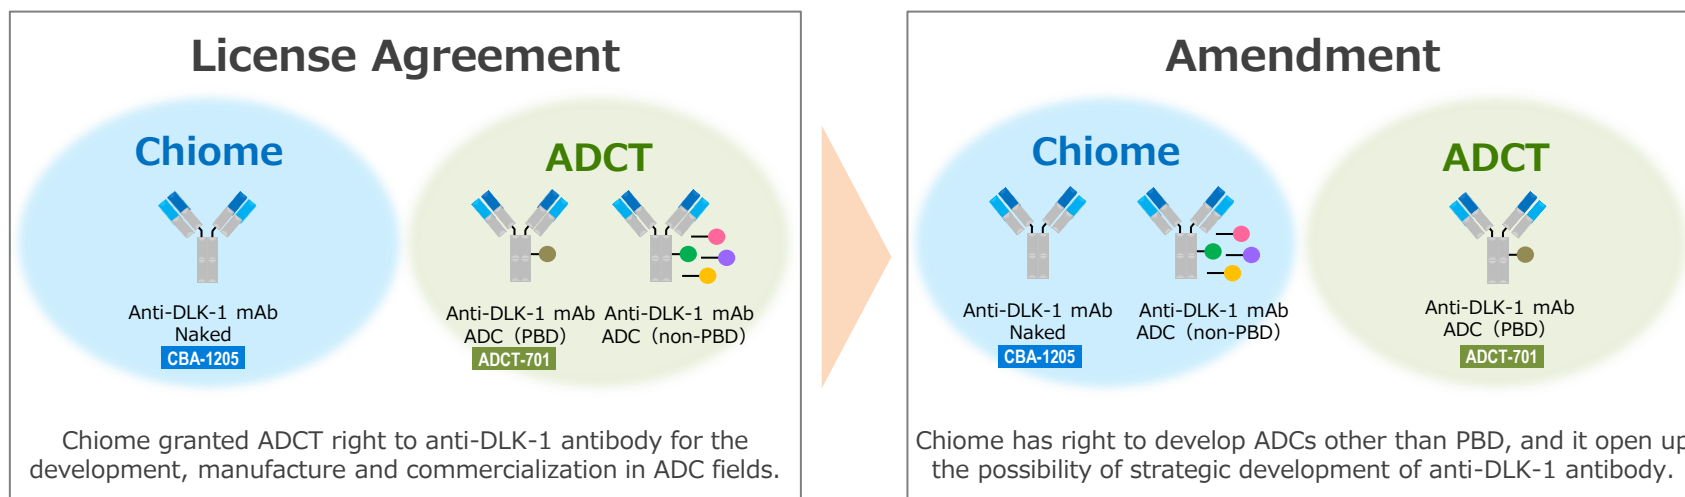 License Agreement
Chiome
ADCT
Anti-DLK-1 mAb
Naked
CBA-1205
Anti-DLK-1 mAb
ADC（PBD）
ADCT-701
Anti-DLK-1 mAb
ADC（non-PBD）
Chiome granted ADCT right to anti-DLK-1 antibody for the
development, manufacture and commercialization in ADC fields.
Amendment
Chiome
ADCT
Anti-DLK-1 mAb
Naked
CBA-1205
Anti-DLK-1 mAb
ADC（non-PBD）
Anti-DLK-1 mAb
ADC（PBD）
ADCT-701
Chiome has right to develop ADCs other than PBD, and it open up
the possibility of strategic development of anti-DLK-1 antibody.